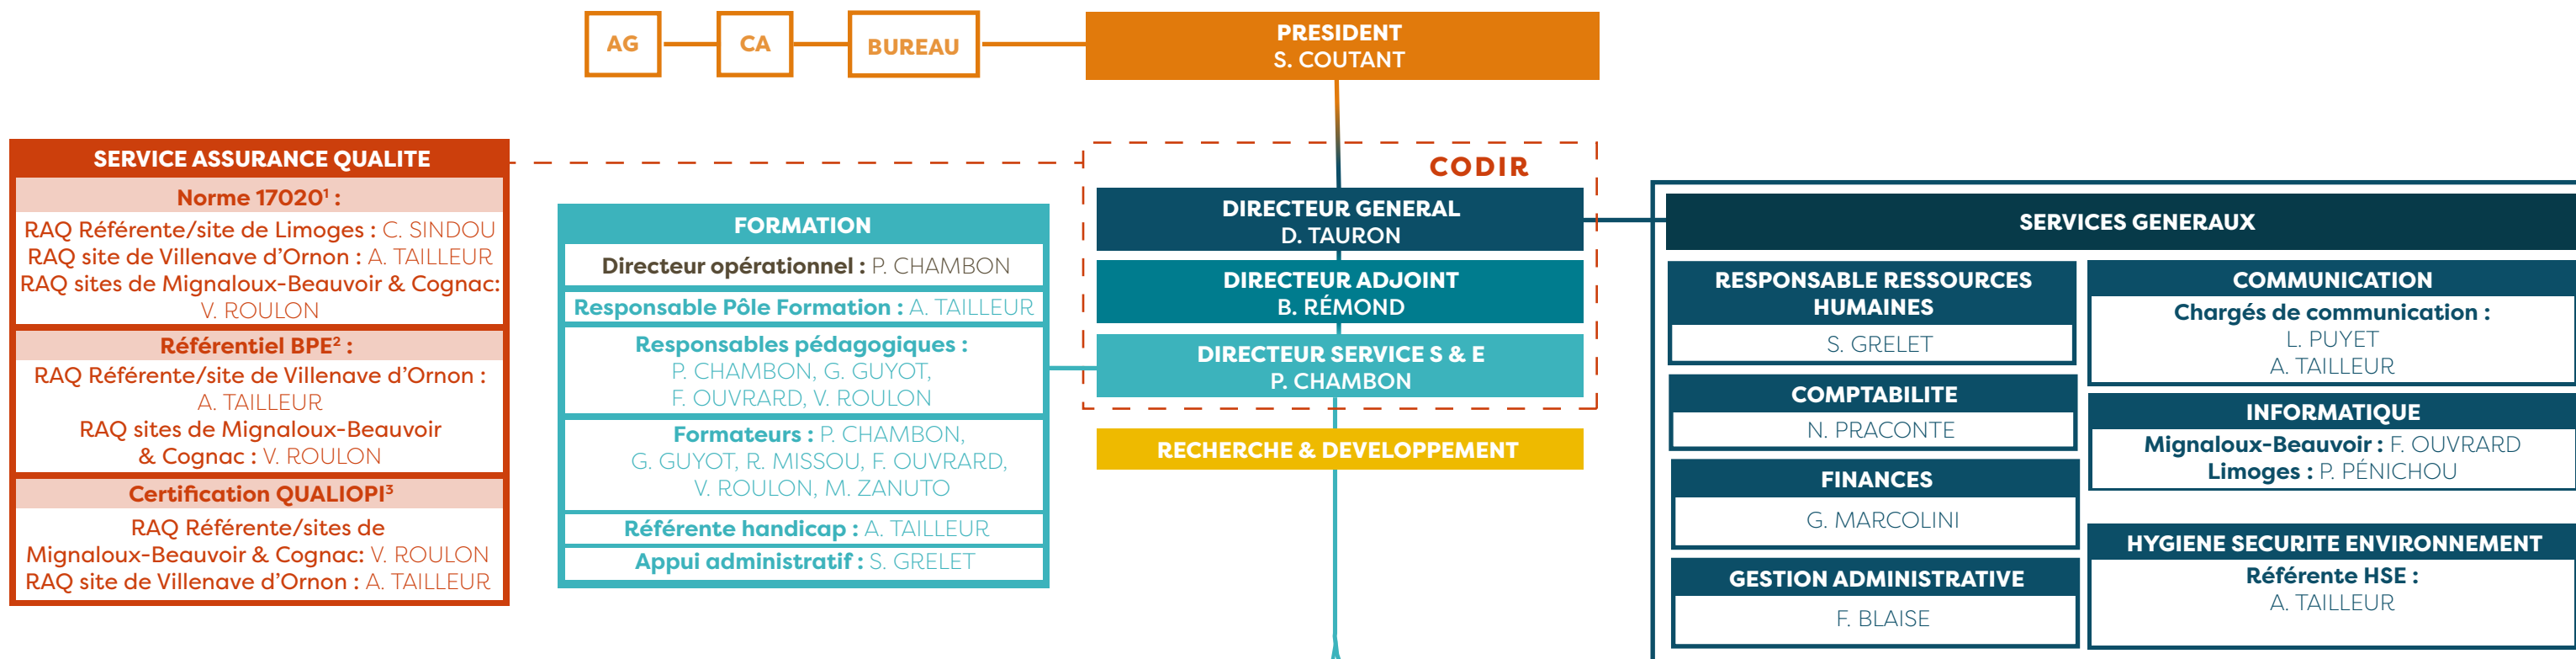 AG
CA
BUREAU
PRESIDENT
S. COUTANT
SERVICE ASSURANCE QUALITE
Norme 17020¹ :
RAQ Référente/site de Limoges : C. SINDOU
RAQ site de Villenave d'Ornon : A. TAILLEUR
RAQ sites de Mignaloux-Beauvoir & Cognac:
V. ROULON
Référentiel BPE² :
RAQ Référente/site de Villenave d'Ornon :
A. TAILLEUR
RAQ sites de Mignaloux-Beauvoir
& Cognac : V. ROULON
Certification QUALIOPI³
RAQ Référente/sites de
Mignaloux-Beauvoir & Cognac: V. ROULON
RAQ site de Villenave d'Ornon : A. TAILLEUR
FORMATION
Directeur opérationnel : P. CHAMBON
Responsable Pôle Formation : A. TAILLEUR
Responsables pédagogiques :
P. CHAMBON, G. GUYOT,
F. OUVRARD, V. ROULON
Formateurs : P. CHAMBON,
G. GUYOT, R. MISSOU, F. OUVRARD,
V. ROULON, M. ZANUTO
Référente handicap : A. TAILLEUR
Appui administratif : S. GRELET
CODIR
DIRECTEUR GENERAL
D. TAURON
DIRECTEUR ADJOINT
B. RÉMOND
DIRECTEUR SERVICE S & E
P. CHAMBON
RECHERCHE & DEVELOPPEMENT
SERVICES GENERAUX
RESPONSABLE RESSOURCES
HUMAINES
S. GRELET
COMPTABILITE
N. PRACONTE
FINANCES
G. MARCOLINI
GESTION ADMINISTRATIVE
F. BLAISE
COMMUNICATION
Chargés de communication :
L. PUYET
A. TAILLEUR
INFORMATIQUE
Mignaloux-Beauvoir : F. OUVRARD
Limoges : P. PÉNICHOU
HYGIENE SECURITE ENVIRONNEMENT
Référente HSE :
A. TAILLEUR